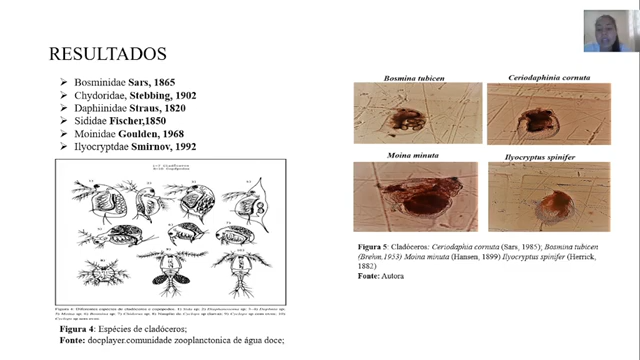 RESULTADOS
Bosminidae Sars, 1865
Chydoridae, Stebbing, 1902
Daphiinidae Straus, 1820
Sididae Fischer,1850
Moinidae Goulden, 1968
Ilyocryptdae Smirnov, 1992
Figura 4: Espécies de cladóceros;
Fonte: docplayer.comunidade zooplanctonica de água doce;
Bosmina tubicen
Ceriodaphinia cornuta
Moina minuta
Ilyocryptus spinifer
Figura 5: Cladóceros: Ceriodaphia cornuta (Sars, 1985); Bosmina tubicen
(Brehm.1953) Moina minuta (Hansen, 1899) Ilyocryptus spinifer (Herrick,
1882)
Fonte: Autora